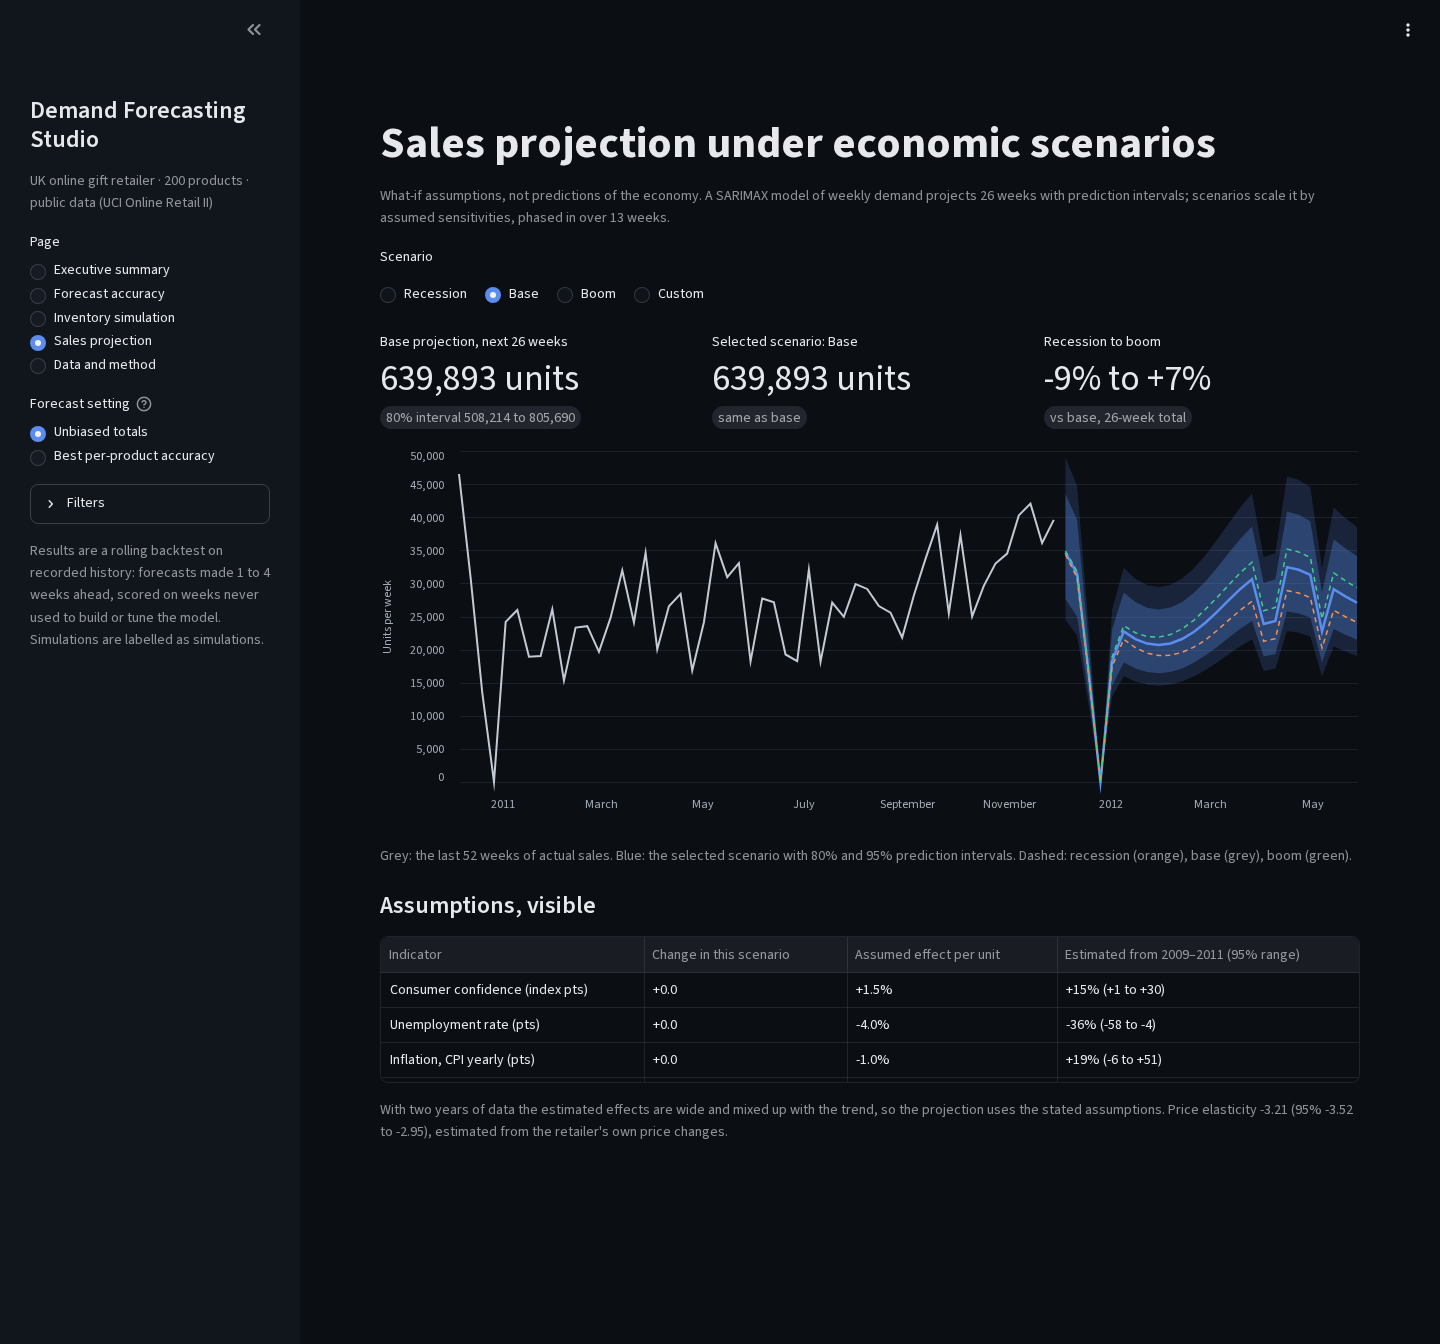 Demand Forecasting
Studio
UK online gift retailer · 200 products ·
public data (UCI Online Retail II)
Page
Executive summary
Forecast accuracy
Inventory simulation
Sales projection
Data and method
Forecast setting
Unbiased totals
Best per-product accuracy
Filters
Results are a rolling backtest on
recorded history: forecasts made 1 to 4
weeks ahead, scored on weeks never
used to build or tune the model.
Simulations are labelled as simulations.
Sales projection under economic scenarios
What-if assumptions, not predictions of the economy. A SARIMAX model of weekly demand projects 26 weeks with prediction intervals; scenarios scale it by
assumed sensitivities, phased in over 13 weeks.
Scenario
Recession Base Boom Custom
Base projection, next 26 weeks Selected scenario: Base Recession to boom
639,893 units 639,893 units -9% to +7%
80% interval 508,214 to 805,690 same as base vs base, 26-week total
Units per week
50,000
45,000
40,000
35,000
30,000
25,000
20,000
15,000
10,000
5,000
0
2011 March May July September November 2012 March May
Grey: the last 52 weeks of actual sales. Blue: the selected scenario with 80% and 95% prediction intervals. Dashed: recession (orange), base (grey), boom (green).
Assumptions, visible
Indicator Change in this scenario Assumed effect per unit Estimated from 2009–2011 (95% range)
Consumer confidence (index pts) +0.0 +1.5% +15% (+1 to +30)
Unemployment rate (pts) +0.0 -4.0% -36% (-58 to -4)
Inflation, CPI yearly (pts) +0.0 -1.0% +19% (-6 to +51)
With two years of data the estimated effects are wide and mixed up with the trend, so the projection uses the stated assumptions. Price elasticity -3.21 (95% -3.52
to -2.95), estimated from the retailer's own price changes.